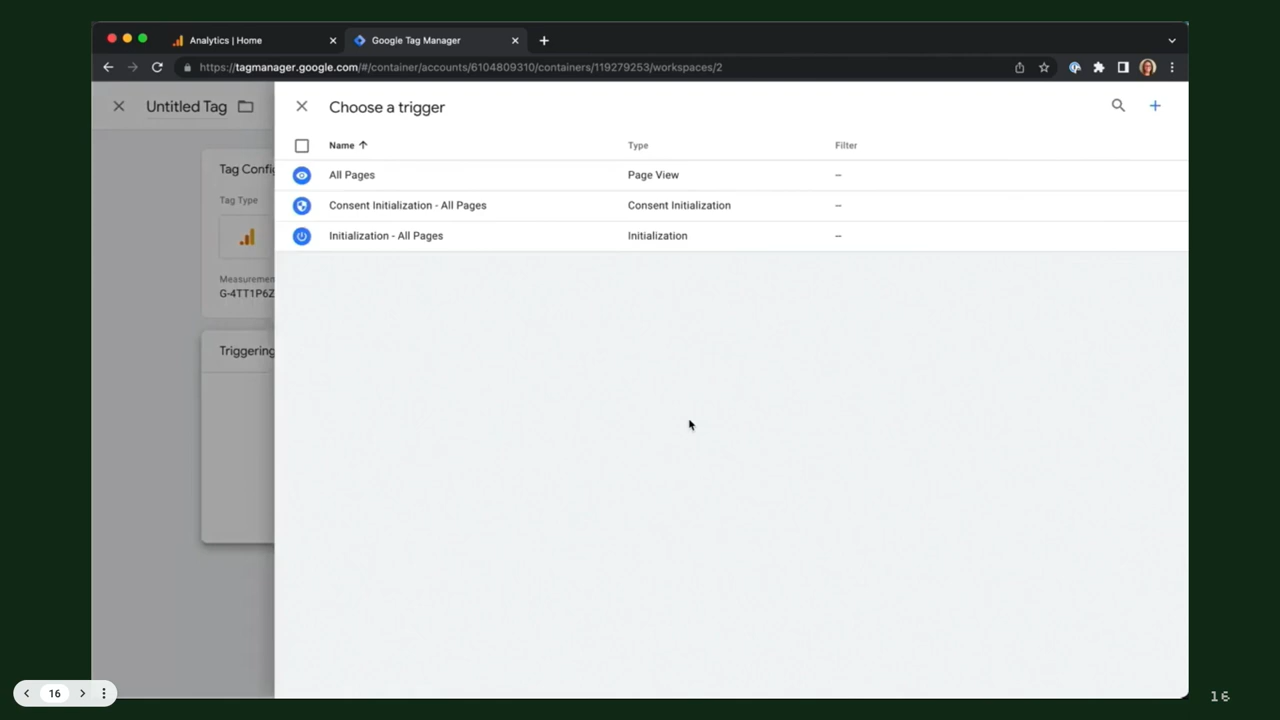 Analytics | Home
Google Tag Manager
https://tagmanager.google.com/#/container/accounts/6104809310/containers/119279253/workspaces/2
Untitled Tag
Choose a trigger
Name Type Filter
All Pages Page View –
Consent Initialization - All Pages Consent Initialization –
Initialization - All Pages Initialization –
Tag Config
Tag Type
Measuremen
G-4TT1P6Z
Triggering
16
16